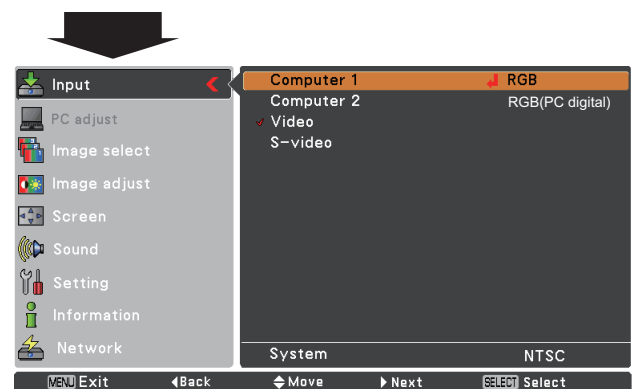 Input
PC adjust
Image select
Image adjust
Screen
Sound
Setting
Information
Network
Computer 1 RGB
Computer 2 RGB(PC digital)
Video
S-video
System NTSC
MENU Exit Back Move Next SELECT Select